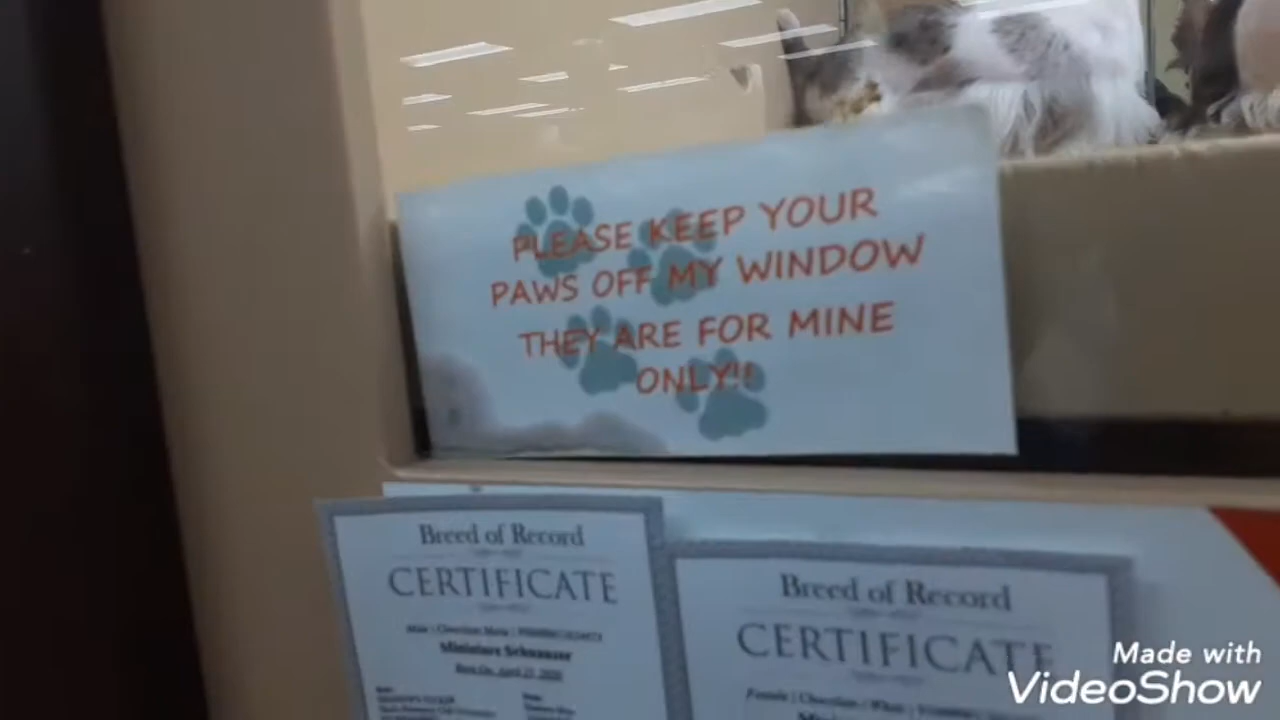 PLEASE KEEP YOUR
PAWS OFF MY WINDOW
THEY ARE FOR MINE
ONLY!!
Breed of Record
CERTIFICATE
Miniature Schnauzer
Breed of Record
CERTIFICATE
Made with
VideoShow